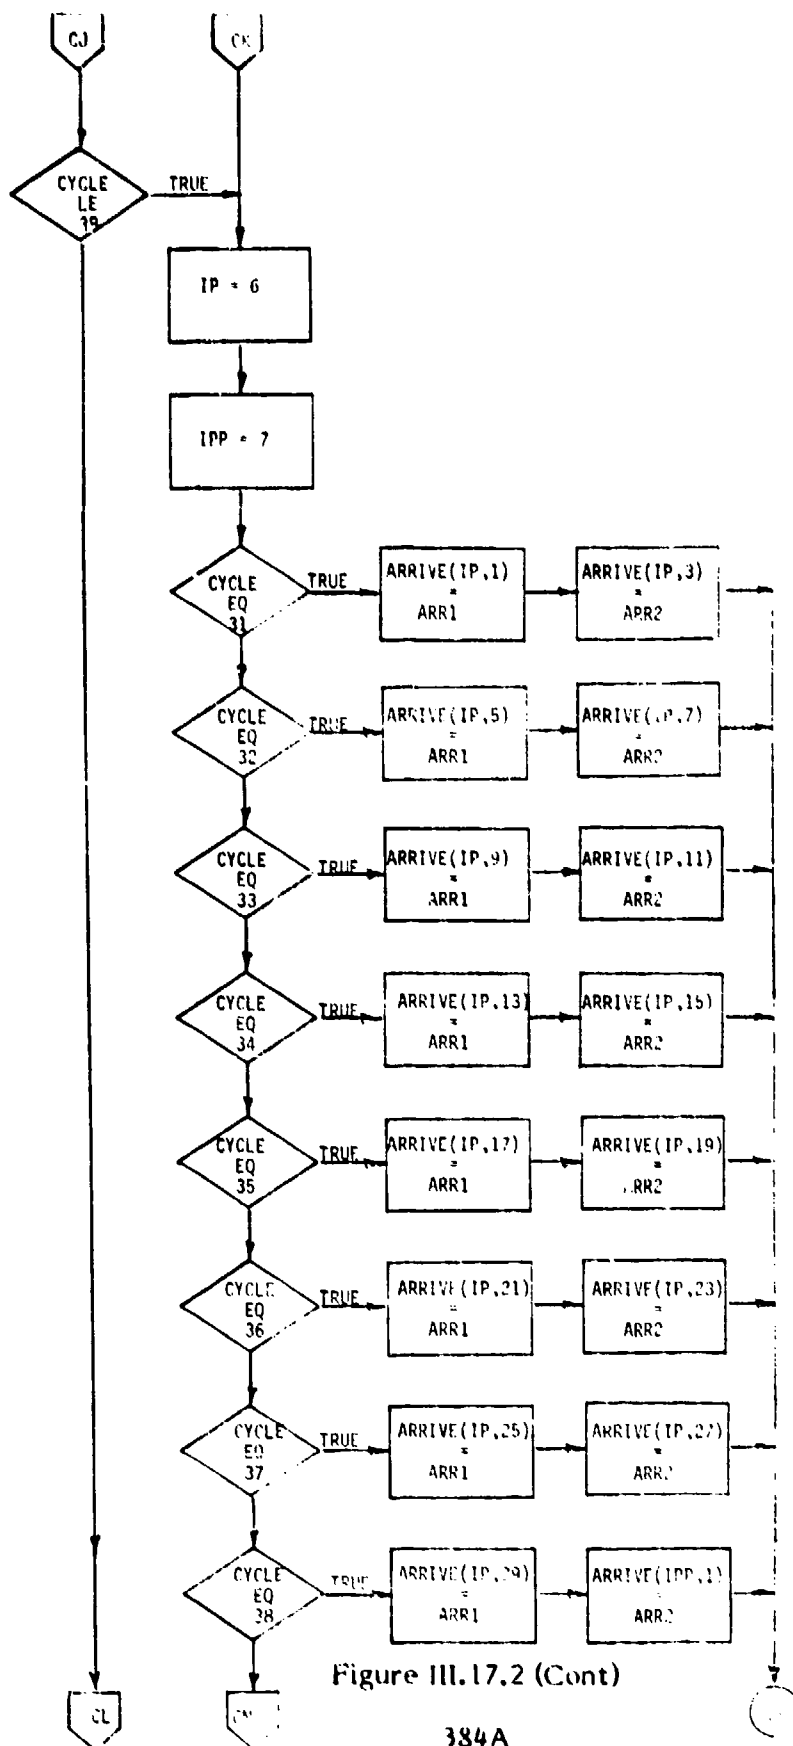 CJ
CK
CYCLE
LE
39
TRUE
IP = 6
IPP = 7
CYCLE
EQ
31
TRUE
ARRIVE(IP,1)
=
ARR1
ARRIVE(IP,3)
=
ARR2
CYCLE
EQ
32
TRUE
ARRIVE(IP,5)
=
ARR1
ARRIVE(IP,7)
=
ARR2
CYCLE
EQ
33
TRUE
ARRIVE(IP,9)
=
ARR1
ARRIVE(IP,11)
=
ARR2
CYCLE
EQ
34
TRUE
ARRIVE(IP,13)
=
ARR1
ARRIVE(IP,15)
=
ARR2
CYCLE
EQ
35
TRUE
ARRIVE(IP,17)
=
ARR1
ARRIVE(IP,19)
=
ARR2
CYCLE
EQ
36
TRUE
ARRIVE(IP,21)
=
ARR1
ARRIVE(IP,23)
=
ARR2
CYCLE
EQ
37
TRUE
ARRIVE(IP,25)
=
ARR1
ARRIVE(IP,27)
=
ARR2
CYCLE
EQ
38
TRUE
ARRIVE(IP,29)
=
ARR1
ARRIVE(IPP,1)
=
ARR2
Figure III.17.2 (Cont)
CL
384A